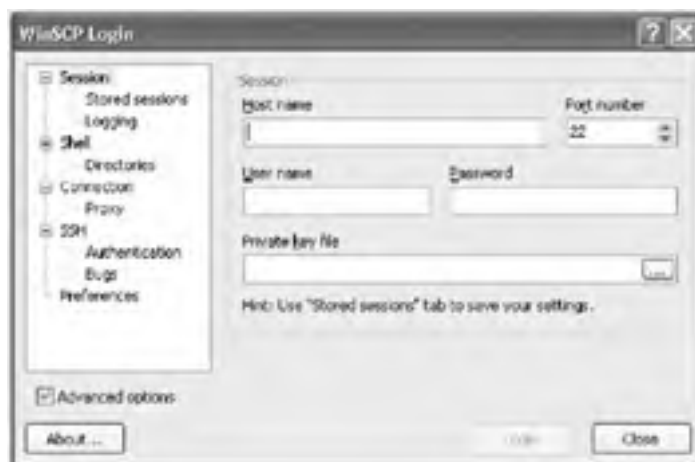 WinSCP Login
Session
Stored sessions
Logging
Shell
Directories
Connection
Proxy
SSH
Authentication
Bugs
Preferences
Advanced options
About ...
Session
Host name
Port number
22
User name
Password
Private key file
...
Hint: Use "Stored sessions" tab to save your settings.
Login
Close